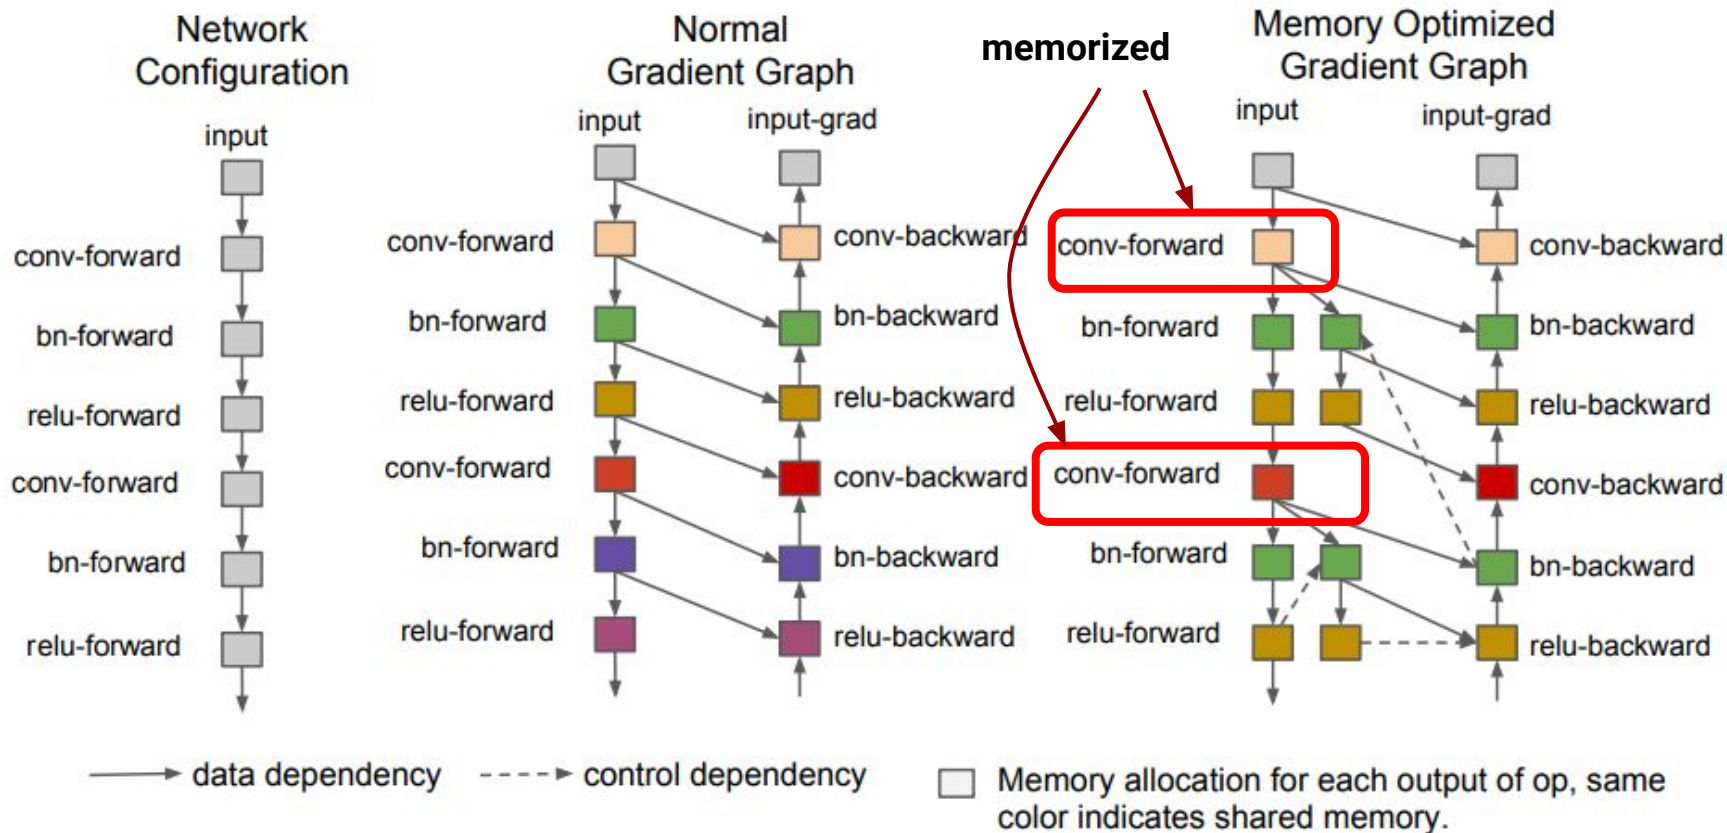 Network
Configuration
input
conv-forward
bn-forward
relu-forward
conv-forward
bn-forward
relu-forward
Normal
Gradient Graph
input
input-grad
conv-forward
conv-backward
bn-forward
bn-backward
relu-forward
relu-backward
conv-forward
conv-backward
bn-forward
bn-backward
relu-forward
relu-backward
memorized
Memory Optimized
Gradient Graph
input
input-grad
conv-forward
conv-backward
bn-forward
bn-backward
relu-forward
relu-backward
conv-forward
conv-backward
bn-forward
bn-backward
relu-forward
relu-backward
data dependency
control dependency
Memory allocation for each output of op, same
color indicates shared memory.